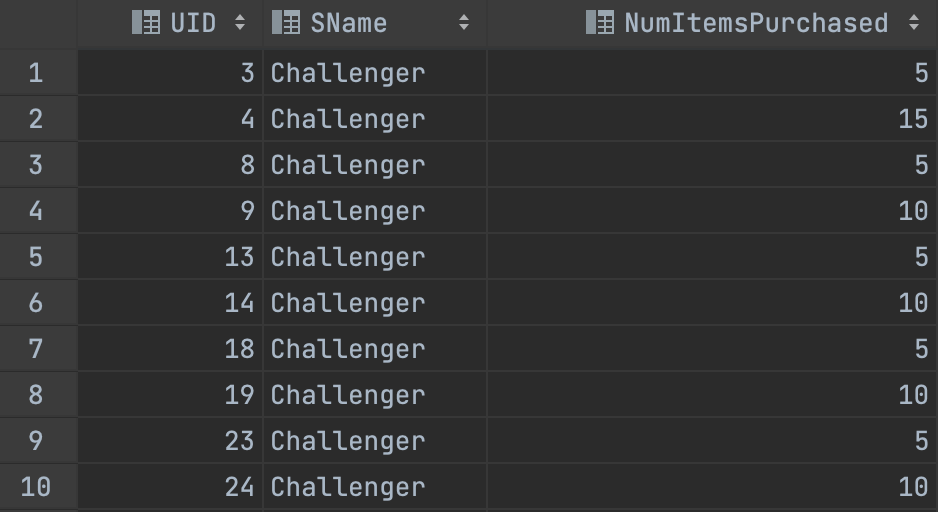 UID SName NumItemsPurchased
1 3 Challenger 5
2 4 Challenger 15
3 8 Challenger 5
4 9 Challenger 10
5 13 Challenger 5
6 14 Challenger 10
7 18 Challenger 5
8 19 Challenger 10
9 23 Challenger 5
10 24 Challenger 10